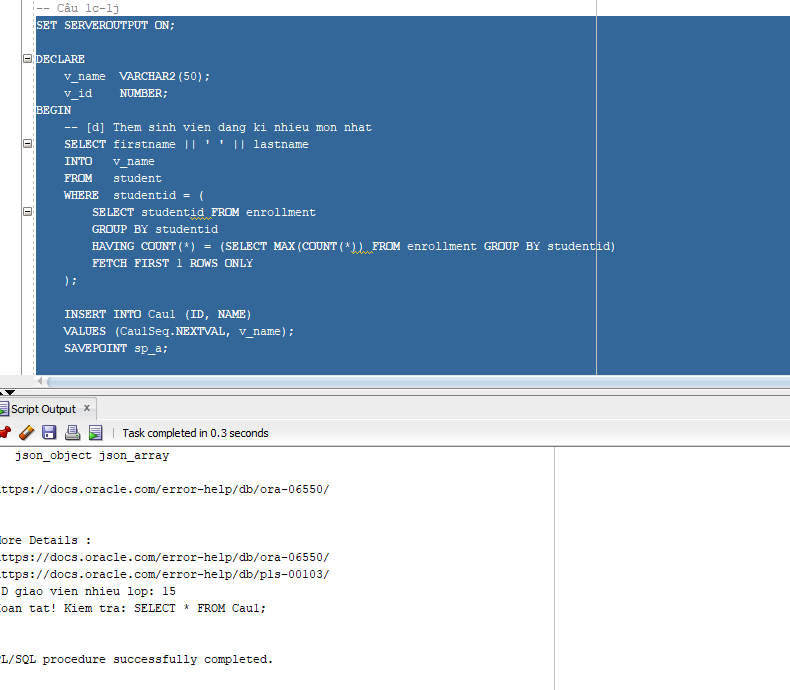 -- Câu 1c-1j
SET SERVEROUTPUT ON;
DECLARE
v_name VARCHAR2(50);
v_id NUMBER;
BEGIN
-- [d] Them sinh vien dang ki nhieu mon nhat
SELECT firstname || ' ' || lastname
INTO v_name
FROM student
WHERE studentid = (
SELECT studentid FROM enrollment
GROUP BY studentid
HAVING COUNT(*) = (SELECT MAX(COUNT(*)) FROM enrollment GROUP BY studentid)
FETCH FIRST 1 ROWS ONLY
);
INSERT INTO Cau1 (ID, NAME)
VALUES (Cau1Seq.NEXTVAL, v_name);
SAVEPOINT sp_a;
Script Output x
Task completed in 0.3 seconds
json_object json_array
ttps://docs.oracle.com/error-help/db/ora-06550/
ore Details :
ttps://docs.oracle.com/error-help/db/ora-06550/
ttps://docs.oracle.com/error-help/db/pls-00103/
D giao vien nhieu lop: 15
oan tat! Kiem tra: SELECT * FROM Cau1;
L/SQL procedure successfully completed.